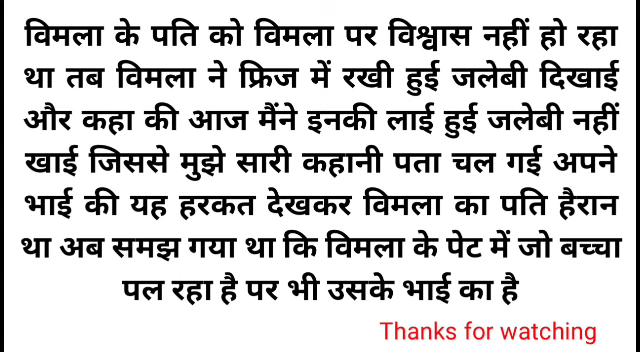 विमला के पति को विमला पर विश्वास नहीं हो रहा
था तब विमला ने फ्रिज में रखी हुई जलेबी दिखाई
और कहा की आज मैंने इनकी लाई हुई जलेबी नहीं
खाई जिससे मुझे सारी कहानी पता चल गई अपने
भाई की यह हरकत देखकर विमला का पति हैरान
था अब समझ गया था कि विमला के पेट में जो बच्चा
पल रहा है पर भी उसके भाई का है
Thanks for watching